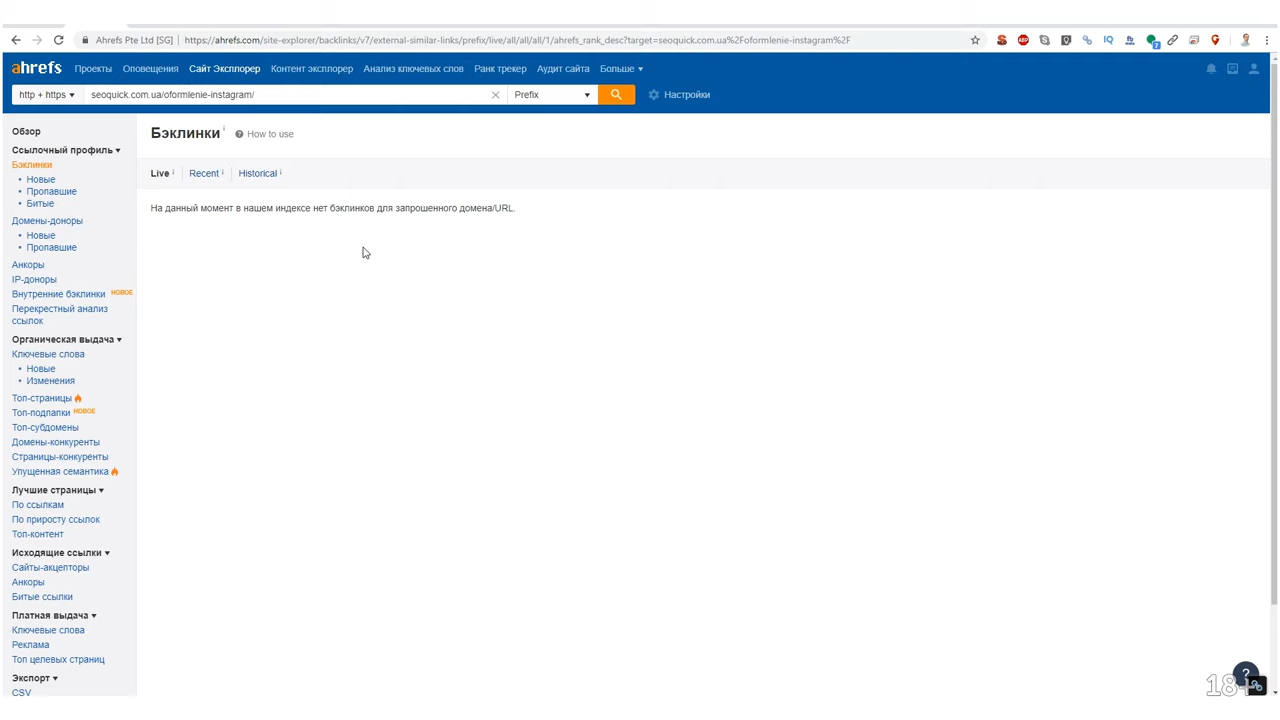 Ahrefs Pte Ltd [SG] https://ahrefs.com/site-explorer/backlinks/v7/external-similar-links/prefix/live/all/all/all/1/ahrefs_rank_desc?target=seoquick.com.ua%2Foformlenie-instagram%2F
ahrefs Проекты Оповещения Сайт Эксплорер Контент эксплорер Анализ ключевых слов Ранк трекер Аудит сайта Больше
http + https seoquick.com.ua/oformlenie-instagram/ Prefix Настройки
Обзор
Ссылочный профиль
Бэклинки
Новые
Пропавшие
Битые
Домены-доноры
Новые
Пропавшие
Анкоры
IP-доноры
Внутренние бэклинки НОВОЕ
Перекрестный анализ
ссылок
Органическая выдача
Ключевые слова
Новые
Изменения
Топ-страницы
Топ-подпапки НОВОЕ
Топ-субдомены
Домены-конкуренты
Страницы-конкуренты
Упущенная семантика
Лучшие страницы
По ссылкам
По приросту ссылок
Топ-контент
Исходящие ссылки
Сайты-акцепторы
Анкоры
Битые ссылки
Платная выдача
Ключевые слова
Реклама
Топ целевых страниц
Экспорт
CSV
Бэклинки i ? How to use
Live i Recent i Historical i
На данный момент в нашем индексе нет бэклинков для запрошенного домена/URL.
?
18+